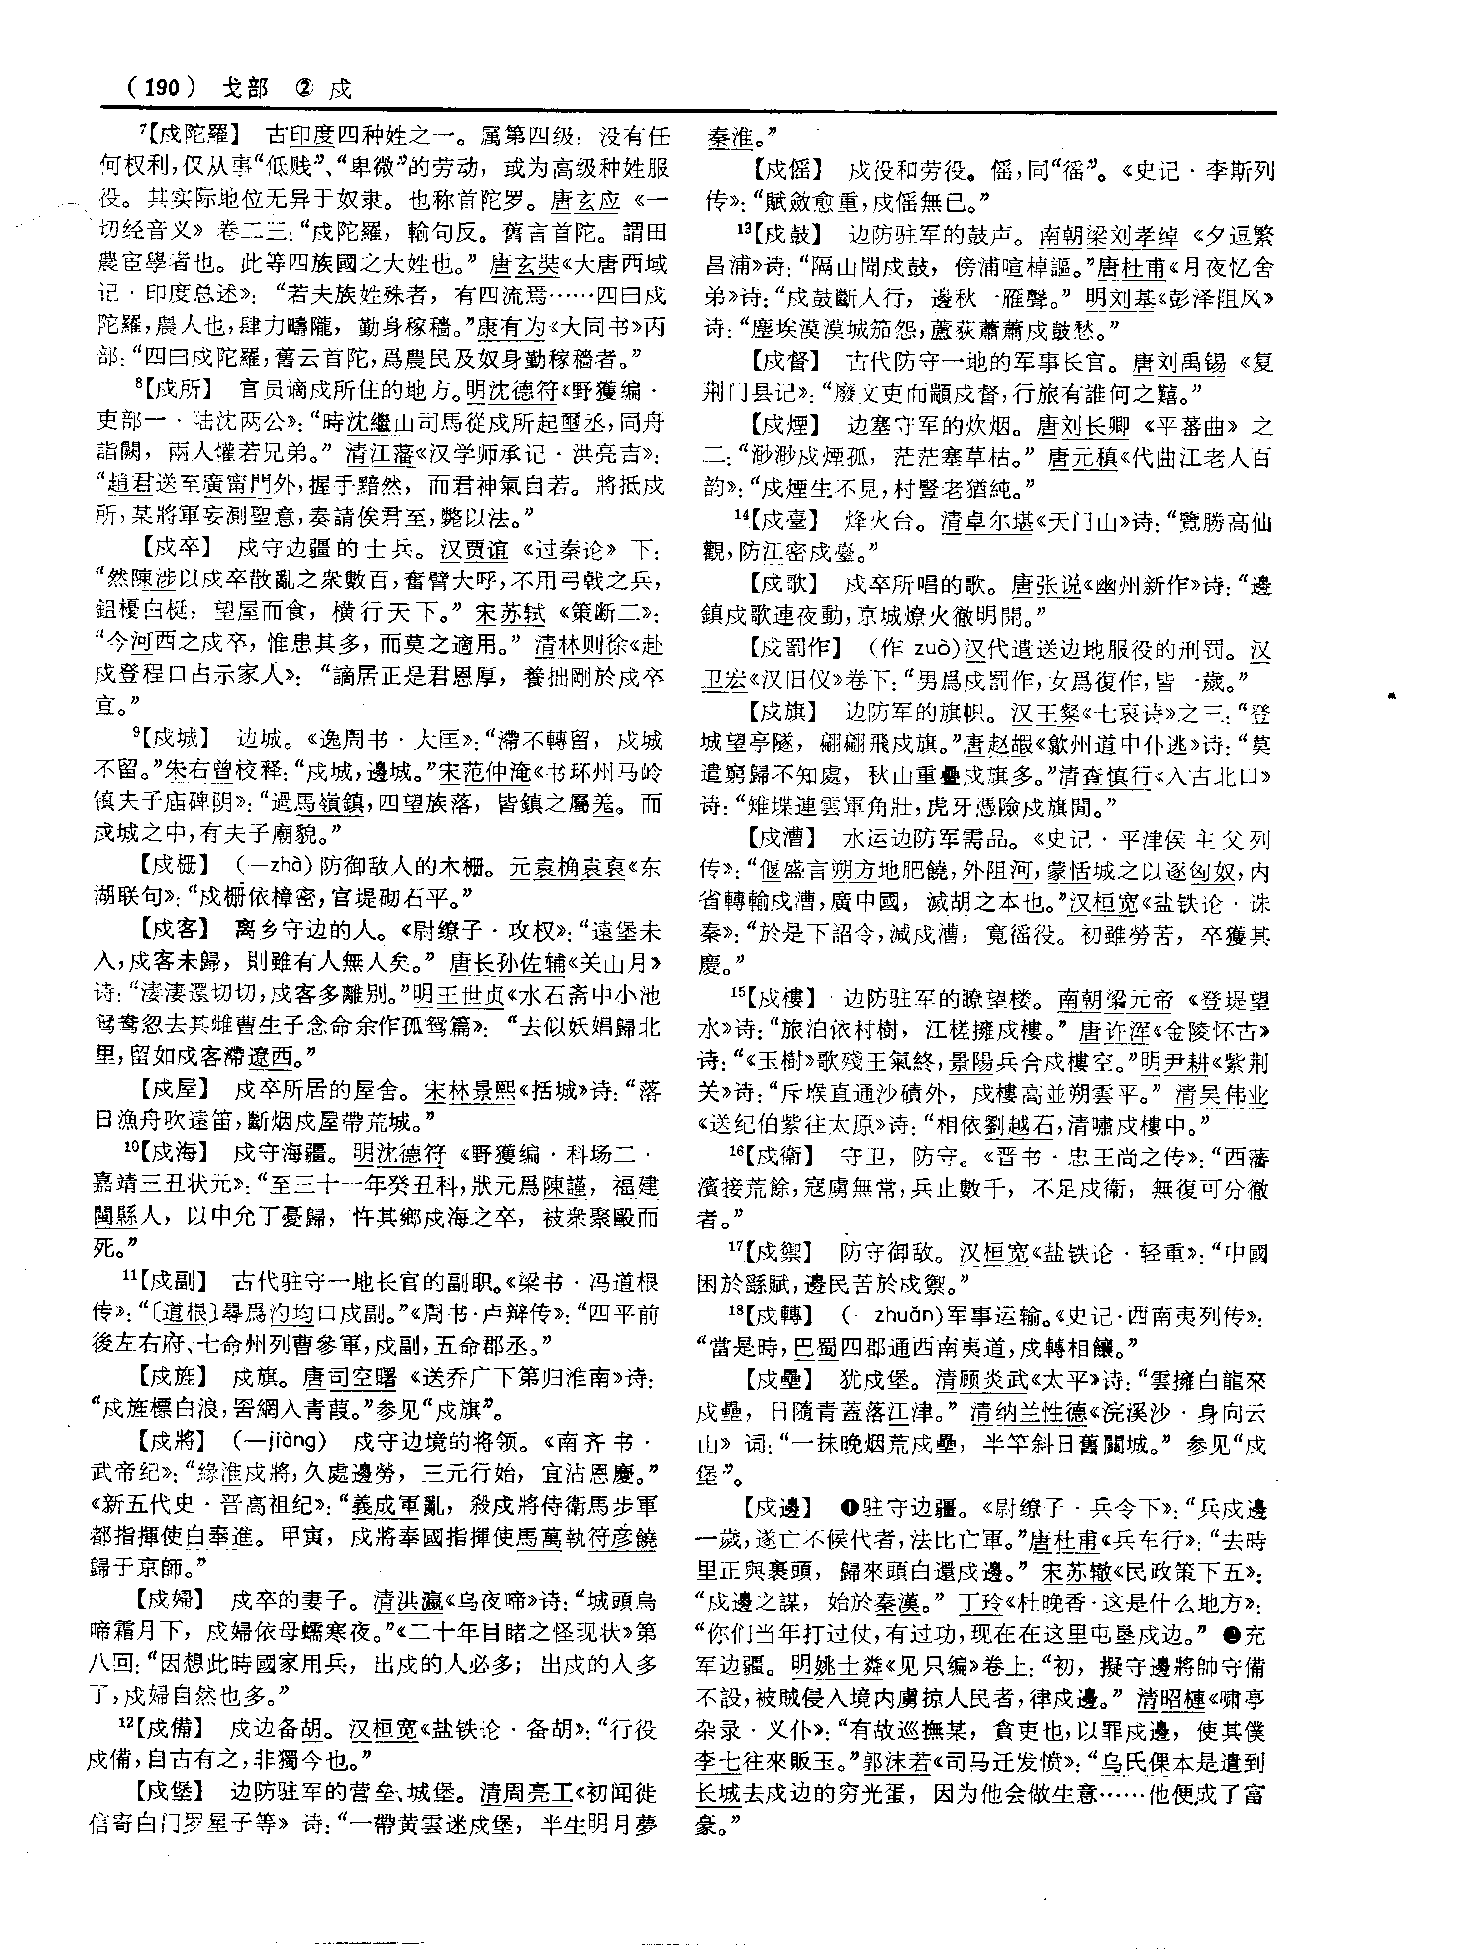 （190） 戈部 ② 戍
7【戍陀羅】 古印度四种姓之一。属第四级；没有任
何权利，仅从事“低贱”、“卑微”的劳动，或为高级种姓服
役。其实际地位无异于奴隶。也称首陀罗。唐玄应《一
切经音义》卷二三：“戍陀羅，輸句反。舊言首陀。謂田
農宦學者也。此等四族國之大姓也。”唐玄奘《大唐西域
记·印度总述》：“若夫族姓殊者，有四流焉……四曰戍
陀羅，農人也，肆力疇隴，勤身稼穡。”康有为《大同书》丙
部：“四曰戍陀羅，舊云首陀，爲農民及奴身勤稼穡者。”
8【戍所】 官员谪戍所住的地方。明沈德符《野獲编·
吏部一·陆沈两公》：“時沈繼山司馬從戍所起璽丞，同舟
詣闕，兩人懽若兄弟。”清江藩《汉学师承记·洪亮吉》：
“趙君送至廣甯門外，握手黯然，而君神氣自若。將抵戍
所，某將軍妄測聖意，奏請俟君至，斃以法。”
【戍卒】 戍守边疆的士兵。汉贾谊《过秦论》下：
“然陳涉以戍卒散亂之衆數百，奮臂大呼，不用弓戟之兵，
鉏櫌白梃，望屋而食，横行天下。”宋苏轼《策断二》：
“今河西之戍卒，惟患其多，而莫之適用。”清林则徐《赴
戍登程口占示家人》：“謫居正是君恩厚，養拙剛於戍卒
宜。”
9【戍城】 边城。《逸周书·大匡》：“滯不轉留，戍城
不留。”朱右曾校释：“戍城，邊城。”宋范仲淹《书环州马岭
镇夫子庙碑阴》：“過馬嶺鎮，四望族落，皆鎮之屬羌。而
戍城之中，有夫子廟貌。”
【戍栅】 （—zhà）防御敌人的木栅。元袁桷袁裒《东
湖联句》：“戍栅依樟密，官堤砌石平。”
【戍客】 离乡守边的人。《尉缭子·攻权》：“遠堡未
入，戍客未歸，則雖有人無人矣。”唐长孙佐辅《关山月》
诗：“淒淒還切切，戍客多離别。”明王世贞《水石斋中小池
鸳鸯忽去其雌曹生子念命余作孤鸳篇》：“去似妖娼歸北
里，留如戍客滯遼西。”
【戍屋】 戍卒所居的屋舍。宋林景熙《括城》诗：“落
日漁舟吹遠笛，斷烟戍屋帶荒城。”
10【戍海】 戍守海疆。明沈德符《野獲编·科场二·
嘉靖三丑状元》：“至三十一年癸丑科，狀元爲陳謹，福建
閩縣人，以中允丁憂歸，忤其鄉戍海之卒，被衆聚毆而
死。”
11【戍副】 古代驻守一地长官的副职。《梁书·冯道根
传》：“〔道根〕尋爲汮均口戍副。”《周书·卢辩传》：“四平前
後左右府、七命州列曹參軍，戍副，五命郡丞。”
【戍旌】 戍旗。唐司空曙《送乔广下第归淮南》诗：
“戍旌標白浪，罟網入青葭。”参见“戍旗”。
【戍將】 （—jiàng） 戍守边境的将领。《南齐书·
武帝纪》：“緣淮戍將，久處邊勞，三元行始，宜沾恩慶。”
《新五代史·晋高祖纪》：“義成軍亂，殺戍將侍衛馬步軍
都指揮使白奉進。甲寅，戍將奉國指揮使馬萬執符彦饒
歸于京師。”
【戍婦】 戍卒的妻子。清洪瀛《乌夜啼》诗：“城頭烏
啼霜月下，戍婦依母蠕寒夜。”《二十年目睹之怪现状》第
八回：“因想此時國家用兵，出戍的人必多；出戍的人多
了，戍婦自然也多。”
12【戍備】 戍边备胡。汉桓宽《盐铁论·备胡》：“行役
戍備，自古有之，非獨今也。”
【戍堡】 边防驻军的营垒、城堡。清周亮工《初闻徙
信寄白门罗星子等》诗：“一帶黄雲迷戍堡，半生明月夢
秦淮。”
【戍傜】 戍役和劳役。傜，同“徭”。《史记·李斯列
传》：“賦斂愈重，戍傜無已。”
13【戍鼓】 边防驻军的鼓声。南朝梁刘孝绰《夕逗繁
昌浦》诗：“隔山聞戍鼓，傍浦喧棹謳。”唐杜甫《月夜忆舍
弟》诗：“戍鼓斷人行，邊秋一雁聲。”明刘基《彭泽阻风》
诗：“塵埃漠漠城笳怨，蘆荻蕭蕭戍鼓愁。”
【戍督】 古代防守一地的军事长官。唐刘禹锡《复
荆门县记》：“廢文吏而顓戍督，行旅有誰何之囏。”
【戍煙】 边塞守军的炊烟。唐刘长卿《平蕃曲》之
二：“渺渺戍煙孤，茫茫塞草枯。”唐元稹《代曲江老人百
韵》：“戍煙生不見，村豎老猶純。”
14【戍臺】 烽火台。清卓尔堪《天门山》诗：“覽勝高仙
觀，防江密戍臺。”
【戍歌】 戍卒所唱的歌。唐张说《幽州新作》诗：“邊
鎮戍歌連夜動，京城燎火徹明開。”
【戍罰作】 （作 zuò）汉代遣送边地服役的刑罚。汉
卫宏《汉旧仪》卷下：“男爲戍罰作，女爲復作，皆一歲。”
【戍旗】 边防军的旗帜。汉王粲《七哀诗》之三：“登
城望亭隧，翩翩飛戍旗。”唐赵嘏《歙州道中仆逃》诗：“莫
遣窮歸不知處，秋山重疊戍旗多。”清查慎行《入古北口》
诗：“雉堞連雲軍角壯，虎牙憑險戍旗閒。”
【戍漕】 水运边防军需品。《史记·平津侯主父列
传》：“偃盛言朔方地肥饒，外阻河，蒙恬城之以逐匈奴，内
省轉輸戍漕，廣中國，滅胡之本也。”汉桓宽《盐铁论·诛
秦》：“於是下詔令，減戍漕，寬徭役。初雖勞苦，卒獲其
慶。”
15【戍樓】 边防驻军的瞭望楼。南朝梁元帝《登堤望
水》诗：“旅泊依村樹，江槎擁戍樓。”唐许浑《金陵怀古》
诗：“《玉樹》歌殘王氣終，景陽兵合戍樓空。”明尹耕《紫荆
关》诗：“斥堠直通沙磧外，戍樓高並朔雲平。”清吴伟业
《送纪伯紫往太原》诗：“相依劉越石，清嘯戍樓中。”
16【戍衛】 守卫，防守。《晋书·忠王尚之传》：“西藩
濱接荒餘，寇虜無常，兵止數千，不足戍衛，無復可分徹
者。”
17【戍禦】 防守御敌。汉桓宽《盐铁论·轻重》：“中國
困於繇賦，邊民苦於戍禦。”
18【戍轉】 （- zhuǎn）军事运输。《史记·西南夷列传》：
“當是時，巴蜀四郡通西南夷道，戍轉相饟。”
【戍壘】 犹戍堡。清顾炎武《太平》诗：“雲擁白龍來
戍壘，日隨青蓋落江津。”清纳兰性德《浣溪沙·身向云
山》词：“一抹晚烟荒戍壘，半竿斜日舊關城。”参见“戍
堡”。
【戍邊】 ❶驻守边疆。《尉缭子·兵令下》：“兵戍邊
一歲，遂亡不候代者，法比亡軍。”唐杜甫《兵车行》：“去時
里正與裹頭，歸來頭白還戍邊。”宋苏辙《民政策下五》：
“戍邊之謀，始於秦漢。”丁玲《杜晚香·这是什么地方》：
“你们当年打过仗，有过功，现在在这里屯垦戍边。”❷充
军边疆。明姚士粦《见只编》卷上：“初，擬守邊將帥守備
不設，被賊侵入境内虜掠人民者，律戍邊。”清昭梿《啸亭
杂录·义仆》：“有故巡撫某，貪吏也，以罪戍邊，使其僕
李七往來販玉。”郭沫若《司马迁发愤》：“乌氏倮本是遣到
长城去戍边的穷光蛋，因为他会做生意……他便成了富
豪。”